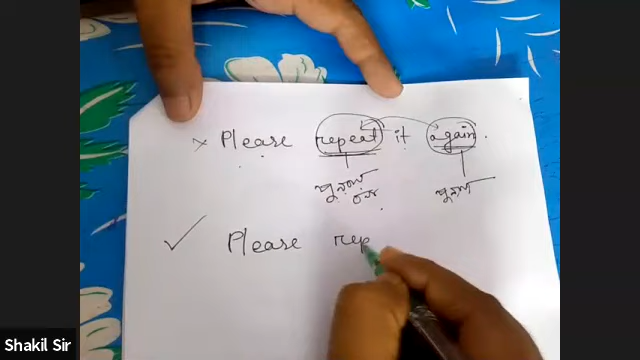 × Please repeat it again.
পুনরায় পুনরায়
করা
✓ Please rep
Shakil Sir